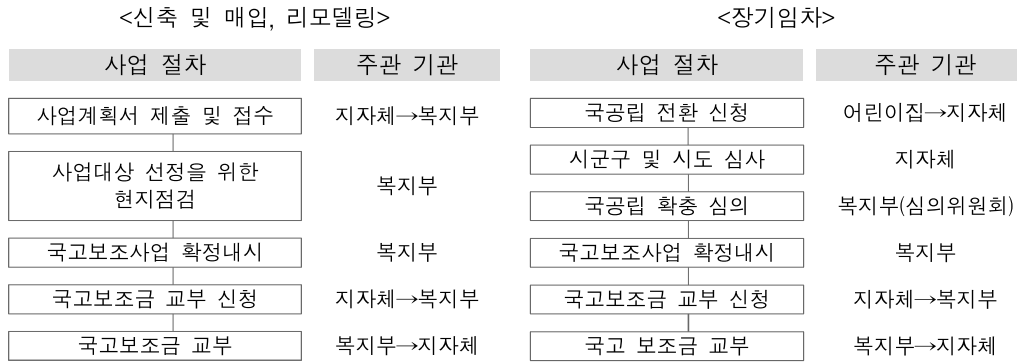 <신축 및 매입, 리모델링>
사업 절차 주관 기관
사업계획서 제출 및 접수 지자체→복지부
사업대상 선정을 위한
현지점검 복지부
국고보조사업 확정내시 복지부
국고보조금 교부 신청 지자체→복지부
국고보조금 교부 복지부→지자체
<장기임차>
사업 절차 주관 기관
국공립 전환 신청 어린이집→지자체
시군구 및 시도 심사 지자체
국공립 확충 심의 복지부(심의위원회)
국고보조사업 확정내시 복지부
국고보조금 교부 신청 지자체→복지부
국고 보조금 교부 복지부→지자체